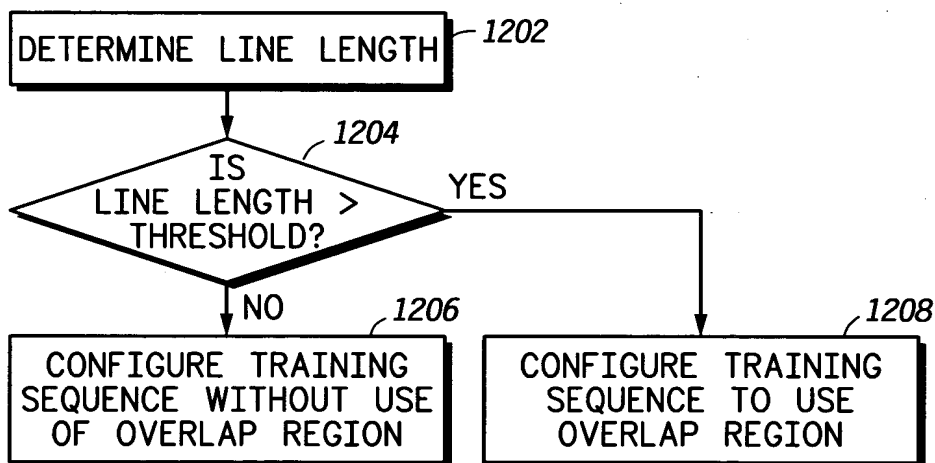 DETERMINE LINE LENGTH
1202
1204
IS
LINE LENGTH >
THRESHOLD?
YES
NO
1206
CONFIGURE TRAINING
SEQUENCE WITHOUT USE
OF OVERLAP REGION
1208
CONFIGURE TRAINING
SEQUENCE TO USE
OVERLAP REGION